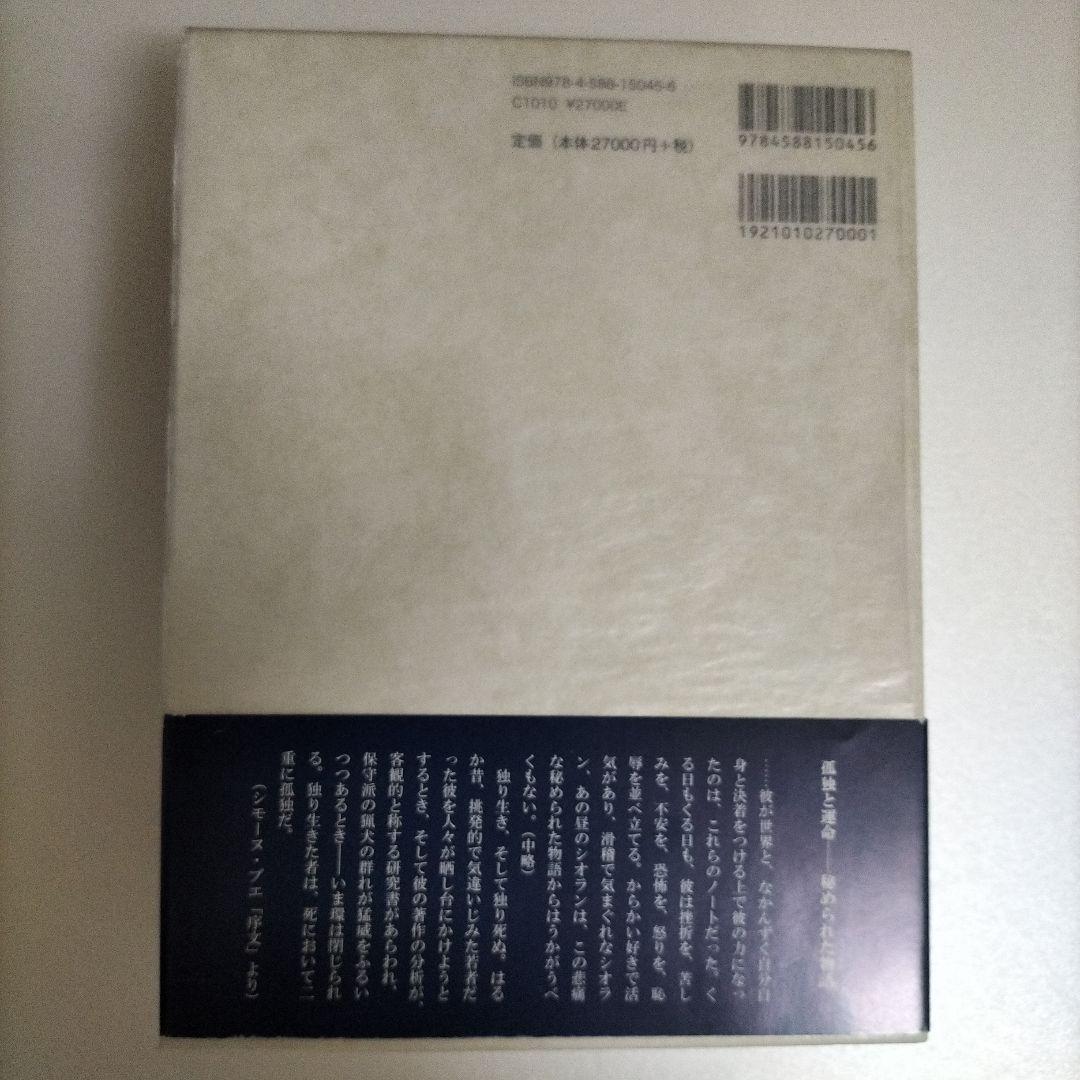 ISBN978-4-588-15045-6
C1010 ¥27000E
定価（本体27000円＋税）
9784588150456
1921010270001
孤独と運命――秘められた物語
……彼が世界と、なかんずく自分自
身と決着をつける上で彼の力になっ
たのは、これらのノートだった。く
る日もくる日も、彼は挫折を、苦し
みを、不安を、恐怖を、怒りを、恥
辱を並べ立てる。からかい好きで活
気があり、滑稽で気まぐれなシオラ
ン、あの昼のシオランは、この悲痛
な秘められた物語からはうかがうべ
くもない。（中略）
独り生き、そして独り死ぬ。はる
か昔、挑発的で気違いじみた若者だ
った彼を人々が晒し台にかけようと
するとき、そして彼の著作の分析が、
客観的と称する研究書があらわれ、
保守派の猟犬の群れが猛威をふるい
つつあるとき――いま環は閉じられ
る。独り生きた者は、死において二
重に孤独だ。
（シモーヌ・ブエ「序文」より）